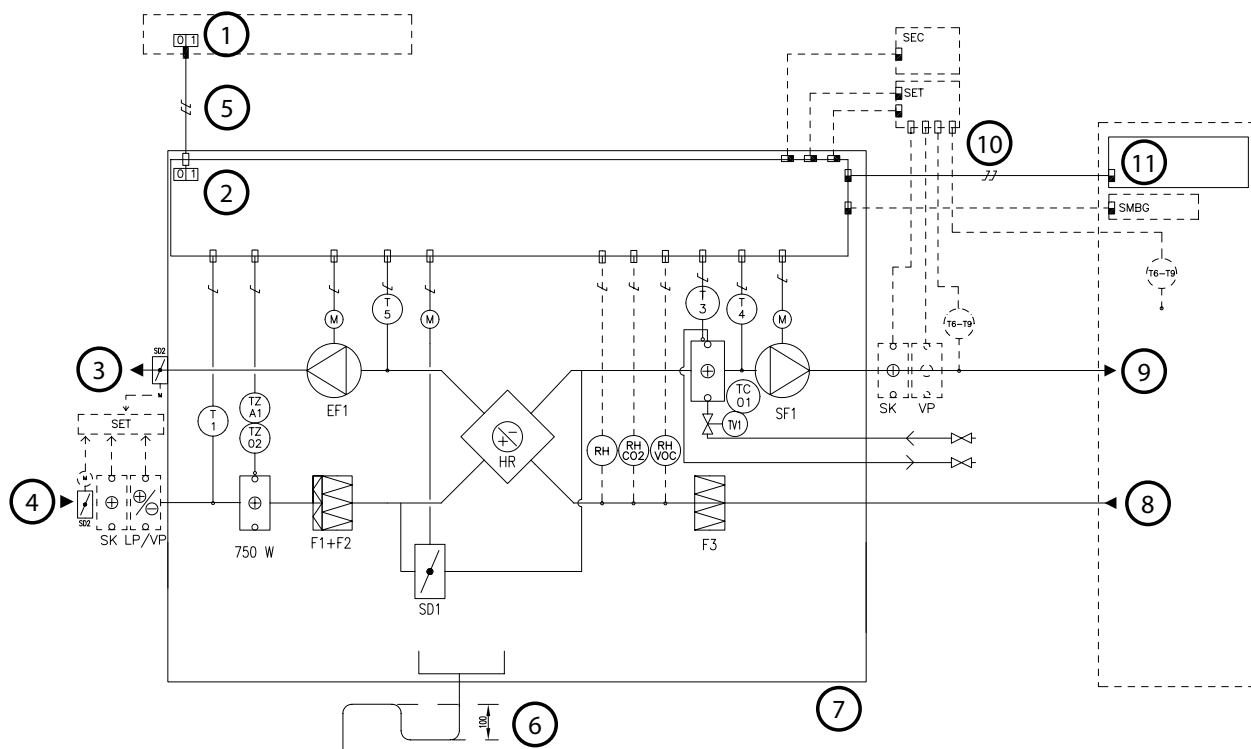 0 1
1
SEC
5
SET
10
11
0 1
2
SMBG
T6-T9
T
5
M
M
T
3
T
4
M
T6-T9
3
SD2
M
EF1
SF1
9
SK
VP
TC
01
TV1
SET
T
1
TZ
A1
TZ
02
HR
RH
RH
CO2
RH
VOC
4
M
SD2
SK
LP/VP
750 W
F1+F2
F3
8
SD1
100
6
7